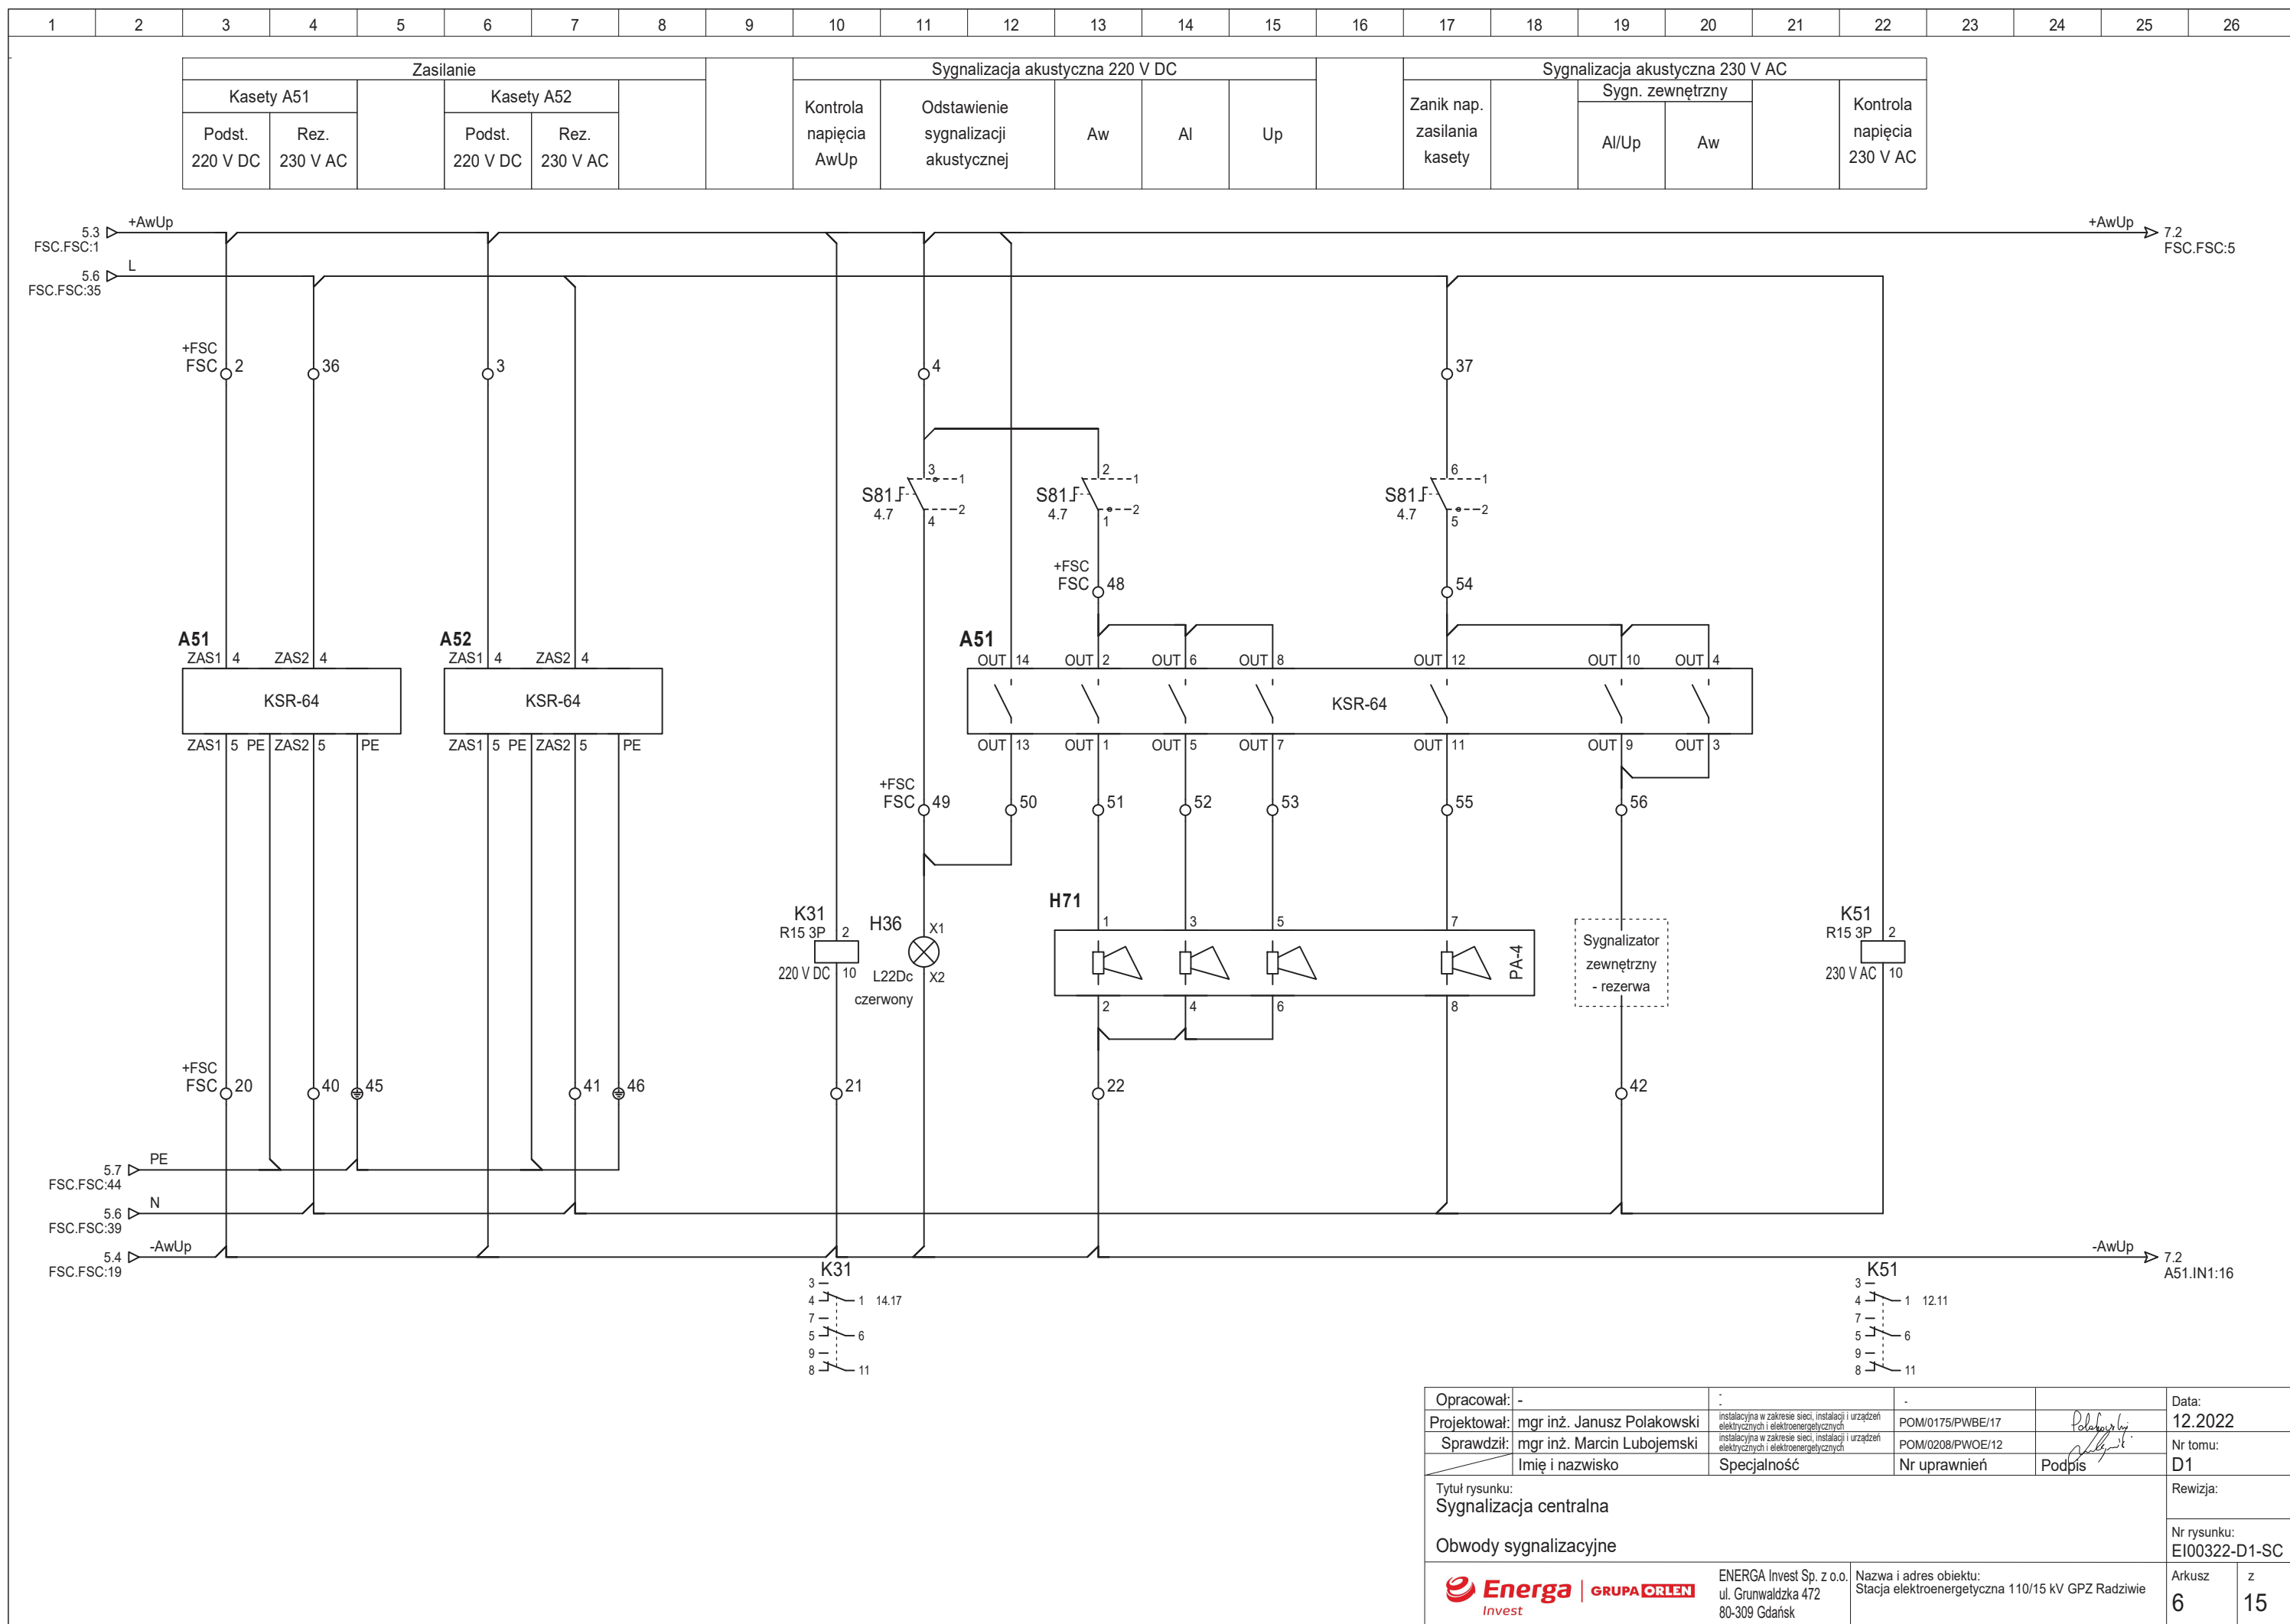 1 2 3 4 5 6 7 8 9 10 11 12 13 14 15 16 17 18 19 20 21 22 23 24 25 26
Zasilanie
Sygnalizacja akustyczna 220 V DC
Sygnalizacja akustyczna 230 V AC
Kasety A51
Kasety A52
Podst.
220 V DC
Rez.
230 V AC
Podst.
220 V DC
Rez.
230 V AC
Kontrola
napięcia
AwUp
Odstawienie
sygnalizacji
akustycznej
Aw
Al
Up
Zanik nap.
zasilania
kasety
Sygn. zewnętrzny
Al/Up
Aw
Kontrola
napięcia
230 V AC
+AwUp
5.3
FSC.FSC:1
+AwUp
7.2
FSC.FSC:5
L
5.6
FSC.FSC:35
+FSC
FSC 2
36
3
4
37
3
S81 1
4.7 2
4
2
S81 1
4.7 2
1
6
S81 1
4.7 2
5
+FSC
FSC 48
54
A51
ZAS1 4 ZAS2 4
KSR-64
ZAS1 5 PE ZAS2 5 PE
A52
ZAS1 4 ZAS2 4
KSR-64
ZAS1 5 PE ZAS2 5 PE
A51
OUT 14 OUT 2 OUT 6 OUT 8 OUT 12 OUT 10 OUT 4
KSR-64
OUT 13 OUT 1 OUT 5 OUT 7 OUT 11 OUT 9 OUT 3
+FSC
FSC 49 50 51 52 53 55 56
K31
R15 3P 2
220 V DC 10
H36
X1
L22Dc X2
czerwony
H71
1 3 5 7
PA-4
2 4 6 8
Sygnalizator
zewnętrzny
- rezerwa
K51
R15 3P 2
230 V AC 10
+FSC
FSC 20 40 45 41 46 21 22 42
PE
5.7
FSC.FSC:44
N
5.6
FSC.FSC:39
-AwUp
5.4
FSC.FSC:19
-AwUp
7.2
A51.IN1:16
K31
3
4 1 14.17
7
5 6
9
8 11
K51
3
4 1 12.11
7
5 6
9
8 11
Opracował: - - - -
Projektował: mgr inż. Janusz Polakowski instalacyjna w zakresie sieci, instalacji i urządzeń elektrycznych i elektroenergetycznych POM/0175/PWBE/17
Sprawdził: mgr inż. Marcin Lubojemski instalacyjna w zakresie sieci, instalacji i urządzeń elektrycznych i elektroenergetycznych POM/0208/PWOE/12
Imię i nazwisko Specjalność Nr uprawnień Podpis
Data:
12.2022
Nr tomu:
D1
Tytuł rysunku:
Sygnalizacja centralna
Obwody sygnalizacyjne
Rewizja:
Nr rysunku:
EI00322-D1-SC
Energa
Invest
GRUPA ORLEN
ENERGA Invest Sp. z o.o.
ul. Grunwaldzka 472
80-309 Gdańsk
Nazwa i adres obiektu:
Stacja elektroenergetyczna 110/15 kV GPZ Radziwie
Arkusz z
6 15